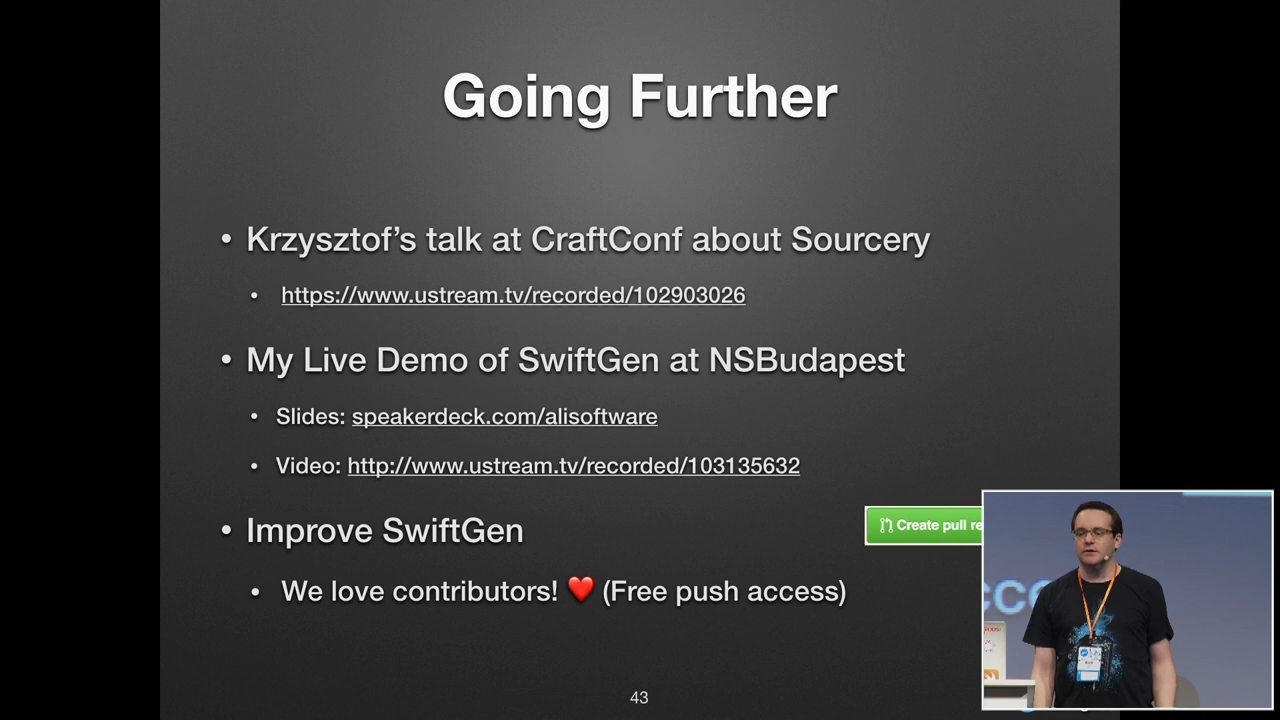 Going Further
• Krzysztof’s talk at CraftConf about Sourcery
• https://www.ustream.tv/recorded/102903026
• My Live Demo of SwiftGen at NSBudapest
• Slides: speakerdeck.com/alisoftware
• Video: http://www.ustream.tv/recorded/103135632
• Improve SwiftGen
Create pull re
• We love contributors! ❤️ (Free push access)
43